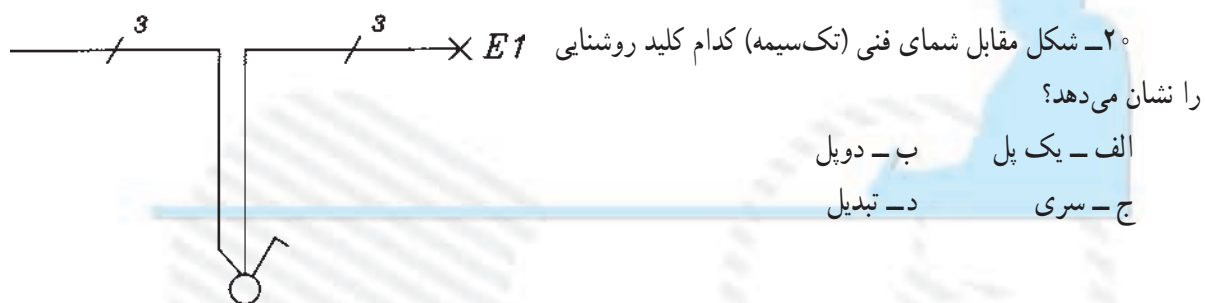 3
3
E1
۲۰ــ شکل مقابل شمای فنی (تک‌سیمه) کدام کلید روشنایی
را نشان می‌دهد؟
الف ــ یک پل ب ــ دوپل
ج ــ سری د ــ تبدیل